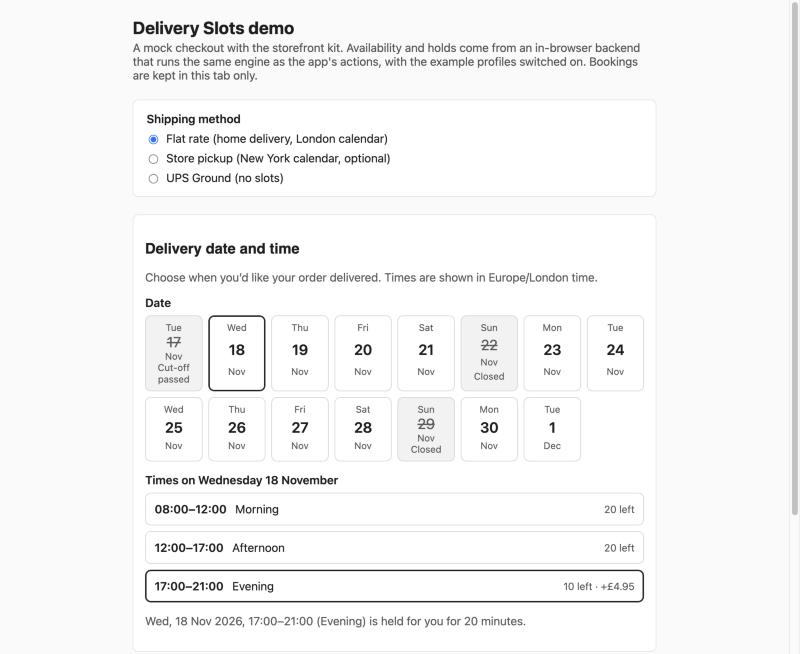 Delivery Slots demo
A mock checkout with the storefront kit. Availability and holds come from an in-browser backend
that runs the same engine as the app's actions, with the example profiles switched on. Bookings
are kept in this tab only.
Shipping method
Flat rate (home delivery, London calendar)
Store pickup (New York calendar, optional)
UPS Ground (no slots)
Delivery date and time
Choose when you'd like your order delivered. Times are shown in Europe/London time.
Date
Tue Wed Thu Fri Sat Sun Mon Tue
17 18 19 20 21 22 23 24
Nov Nov Nov Nov Nov Nov Nov Nov
Cut-off passed Closed
Wed Thu Fri Sat Sun Mon Tue
25 26 27 28 29 30 1
Nov Nov Nov Nov Nov Nov Dec
Closed
Times on Wednesday 18 November
08:00–12:00 Morning 20 left
12:00–17:00 Afternoon 20 left
17:00–21:00 Evening 10 left · +£4.95
Wed, 18 Nov 2026, 17:00–21:00 (Evening) is held for you for 20 minutes.